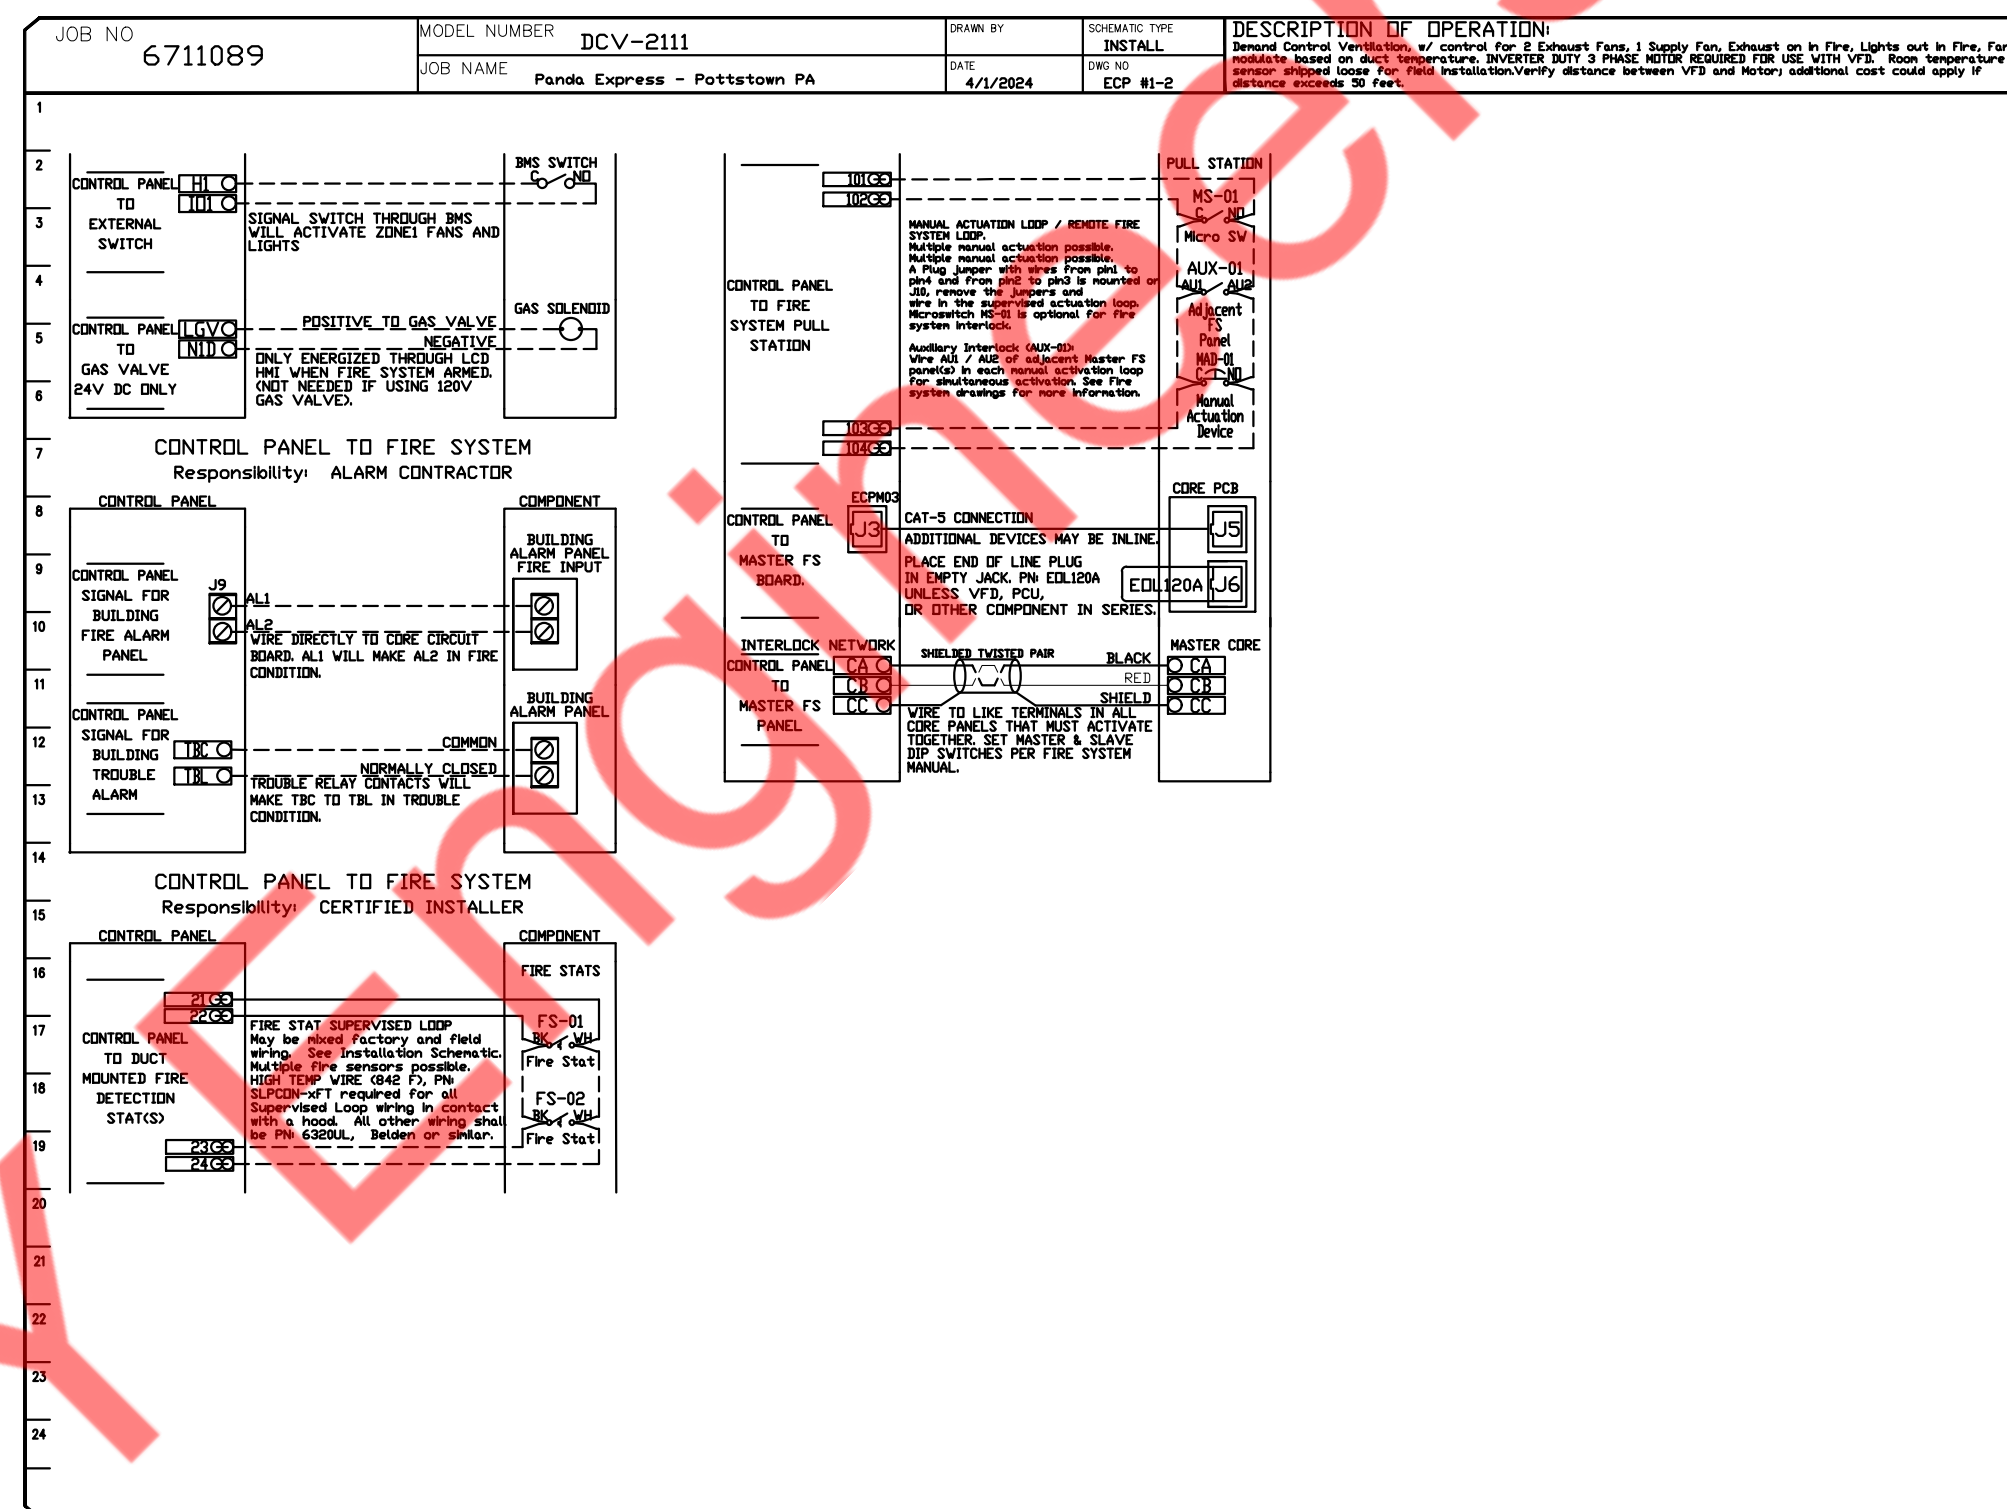 JOB NO
6711089
MODEL NUMBER
DCV-2111
JOB NAME
Panda Express - Pottstown PA
DRAWN BY
DATE
4/1/2024
SCHEMATIC TYPE
INSTALL
DWG NO
ECP #1-2
DESCRIPTION OF OPERATION:
Demand Control Ventilation, w/ control for 2 Exhaust Fans, 1 Supply Fan, Exhaust on in Fire, Lights out in Fire, Fan
modulate based on duct temperature. INVERTER DUTY 3 PHASE MOTOR REQUIRED FOR USE WITH VFD. Room temperature
sensor shipped loose for field installation.Verify distance between VFD and Motor; additional cost could apply if
distance exceeds 50 feet.
1
2
3
4
5
6
7
8
9
10
11
12
13
14
15
16
17
18
19
20
21
22
23
24
CONTROL PANEL
TO
EXTERNAL
SWITCH
H1
IO1
SIGNAL SWITCH THROUGH BMS
WILL ACTIVATE ZONE1 FANS AND
LIGHTS
BMS SWITCH
C NO
CONTROL PANEL
TO
GAS VALVE
24V DC ONLY
LGV
N1D
POSITIVE TO GAS VALVE
NEGATIVE
ONLY ENERGIZED THROUGH LCD
HMI WHEN FIRE SYSTEM ARMED.
(NOT NEEDED IF USING 120V
GAS VALVE).
GAS SOLENOID
CONTROL PANEL TO FIRE SYSTEM
Responsibility: ALARM CONTRACTOR
CONTROL PANEL
COMPONENT
CONTROL PANEL
SIGNAL FOR
BUILDING
FIRE ALARM
PANEL
J9
AL1
AL2
WIRE DIRECTLY TO CORE CIRCUIT
BOARD. AL1 WILL MAKE AL2 IN FIRE
CONDITION.
BUILDING
ALARM PANEL
FIRE INPUT
CONTROL PANEL
SIGNAL FOR
BUILDING
TROUBLE
ALARM
TBC
TBL
COMMON
NORMALLY CLOSED
TROUBLE RELAY CONTACTS WILL
MAKE TBC TO TBL IN TROUBLE
CONDITION.
BUILDING
ALARM PANEL
CONTROL PANEL TO FIRE SYSTEM
Responsibility: CERTIFIED INSTALLER
CONTROL PANEL
COMPONENT
CONTROL PANEL
TO DUCT
MOUNTED FIRE
DETECTION
STAT(S)
21
22
23
24
FIRE STAT SUPERVISED LOOP
May be mixed factory and field
wiring. See Installation Schematic.
Multiple fire sensors possible.
HIGH TEMP WIRE (842 F), PN:
SLPCON-xFT required for all
Supervised Loop wiring in contact
with a hood. All other wiring shall
be PN: 6320UL, Belden or similar.
FIRE STATS
FS-01
BK WH
Fire Stat
FS-02
BK WH
Fire Stat
CONTROL PANEL
TO FIRE
SYSTEM PULL
STATION
101
102
103
104
MANUAL ACTUATION LOOP / REMOTE FIRE
SYSTEM LOOP.
Multiple manual actuation possible.
Multiple manual actuation possible.
A Plug jumper with wires from pin1 to
pin4 and from pin2 to pin3 is mounted on
J10, remove the jumpers and
wire in the supervised actuation loop.
Microswitch MS-01 is optional for fire
system interlock.
Auxiliary Interlock (AUX-01):
Wire AU1 / AU2 of adjacent Master FS
panel(s) in each manual activation loop
for simultaneous activation. See Fire
system drawings for more information.
PULL STATION
MS-01
C NO
Micro SW
AUX-01
AU1 AU2
Adjacent
FS
Panel
MAD-01
C NO
Manual
Actuation
Device
CONTROL PANEL
TO
MASTER FS
BOARD.
ECPM03
J3
CAT-5 CONNECTION
ADDITIONAL DEVICES MAY BE INLINE.
PLACE END OF LINE PLUG
IN EMPTY JACK. PN: EOL120A
UNLESS VFD, PCU,
OR OTHER COMPONENT IN SERIES.
CORE PCB
J5
EOL120A
J6
INTERLOCK NETWORK
CONTROL PANEL
TO
MASTER FS
PANEL
CA
CB
CC
SHIELDED TWISTED PAIR
BLACK
RED
SHIELD
WIRE TO LIKE TERMINALS IN ALL
CORE PANELS THAT MUST ACTIVATE
TOGETHER. SET MASTER & SLAVE
DIP SWITCHES PER FIRE SYSTEM
MANUAL.
MASTER CORE
CA
CB
CC
Y Engineers